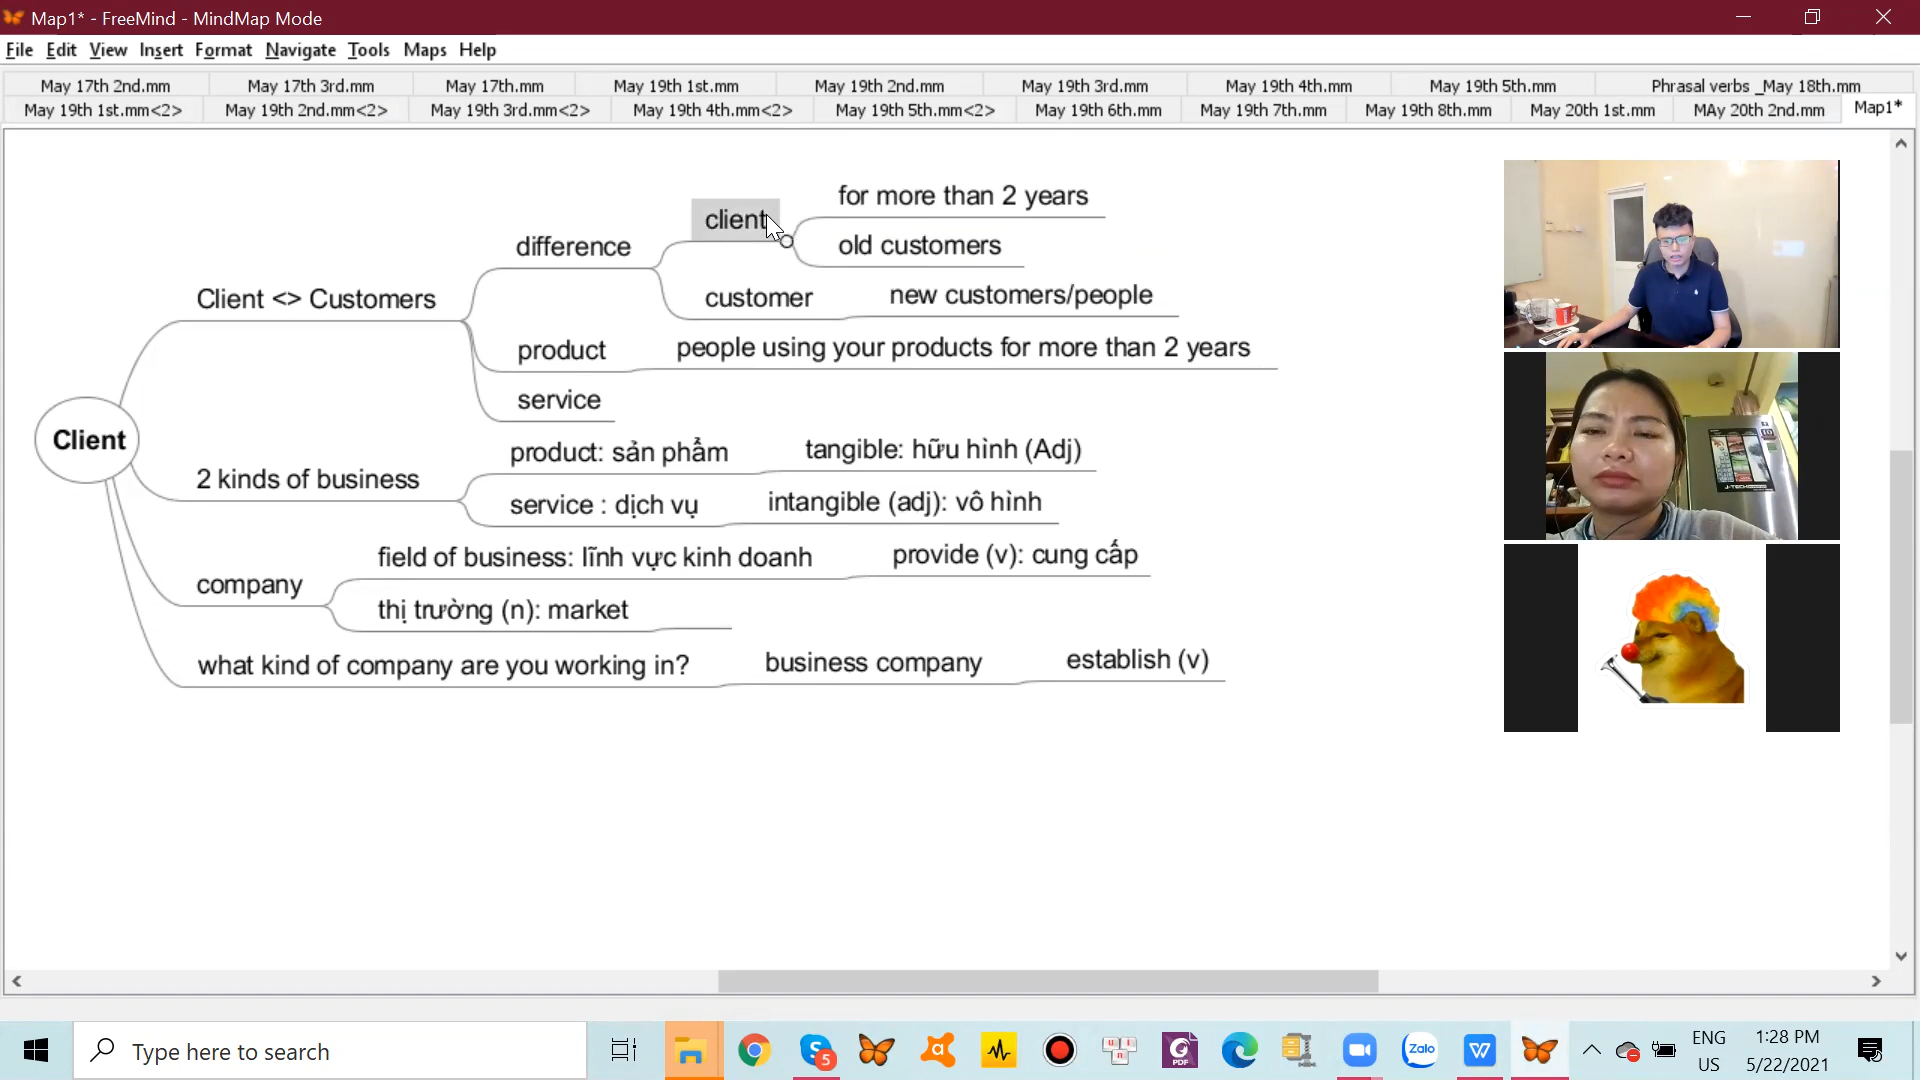 Map1* - FreeMind - MindMap Mode
File Edit View Insert Format Navigate Tools Maps Help
May 17th 2nd.mm May 17th 3rd.mm May 17th.mm May 19th 1st.mm May 19th 2nd.mm May 19th 3rd.mm May 19th 4th.mm May 19th 5th.mm Phrasal verbs _May 18th.mm
May 19th 1st.mm<2> May 19th 2nd.mm<2> May 19th 3rd.mm<2> May 19th 4th.mm<2> May 19th 5th.mm<2> May 19th 6th.mm May 19th 7th.mm May 19th 8th.mm May 20th 1st.mm MAy 20th 2nd.mm Map1*
Client
Client <> Customers
difference
client
for more than 2 years
old customers
customer
new customers/people
product
people using your products for more than 2 years
service
2 kinds of business
product: sản phẩm
tangible: hữu hình (Adj)
service : dịch vụ
intangible (adj): vô hình
company
field of business: lĩnh vực kinh doanh
provide (v): cung cấp
thị trường (n): market
what kind of company are you working in?
business company
establish (v)
J-TECH
Type here to search
5
PDF
Zalo
ENG
US
1:28 PM
5/22/2021